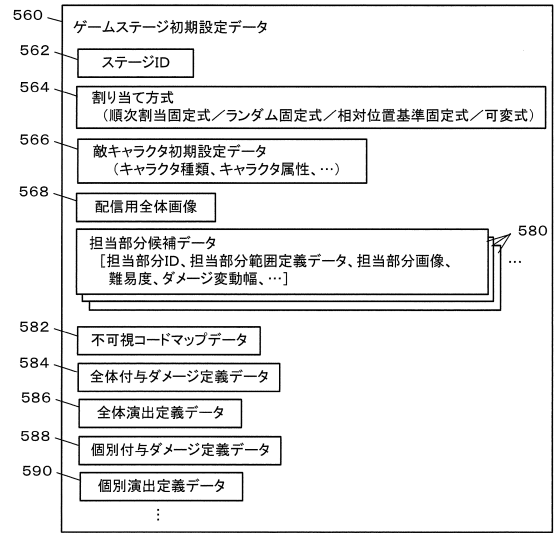 560
ゲームステージ初期設定データ
562
ステージID
564
割り当て方式
（順次割当固定式／ランダム固定式／相対位置基準固定式／可変式）
566
敵キャラクタ初期設定データ
（キャラクタ種類、キャラクタ属性、…）
568
配信用全体画像
580
担当部分候補データ
［担当部分ID、担当部分範囲定義データ、担当部分画像、
難易度、ダメージ変動幅、…］
…
582
不可視コードマップデータ
584
全体付与ダメージ定義データ
586
全体演出定義データ
588
個別付与ダメージ定義データ
590
個別演出定義データ
⋮